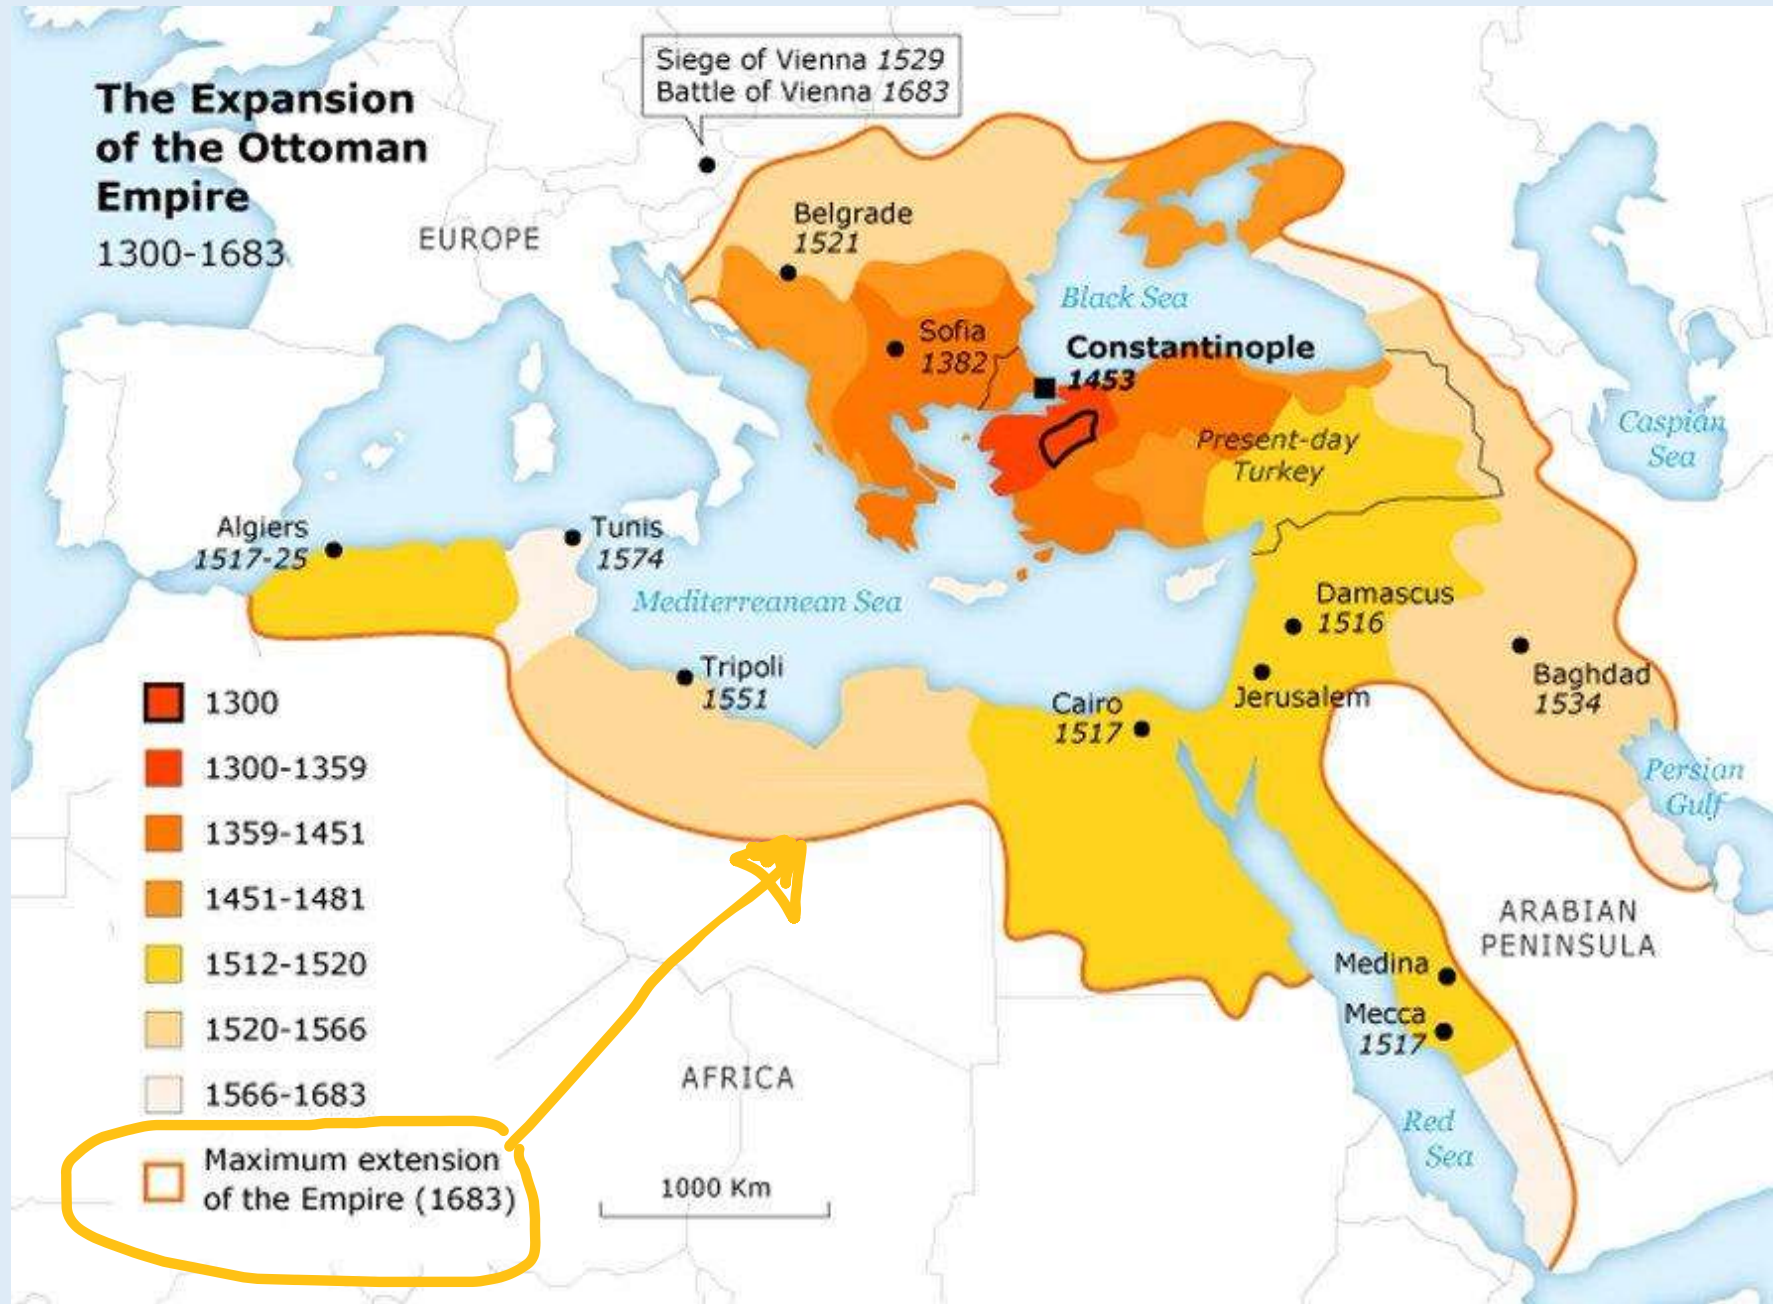 The Expansion
of the Ottoman
Empire
1300-1683
Siege of Vienna 1529
Battle of Vienna 1683
EUROPE
Belgrade
1521
Sofia
1382
Black Sea
Constantinople
1453
Present-day
Turkey
Caspian
Sea
Algiers
1517-25
Tunis
1574
Mediterreanean Sea
Tripoli
1551
Cairo
1517
Damascus
1516
Jerusalem
Baghdad
1534
Persian
Gulf
ARABIAN
PENINSULA
Medina
Mecca
1517
Red
Sea
AFRICA
1300
1300-1359
1359-1451
1451-1481
1512-1520
1520-1566
1566-1683
Maximum extension
of the Empire (1683)
1000 Km